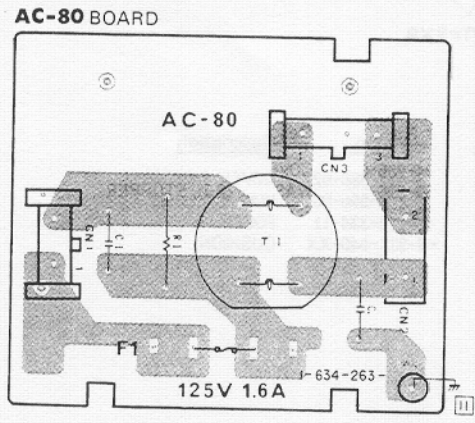 AC-80 BOARD
AC-80
1
3
CN3
2
CN1
C1
R1
T1
1
1
F1
125V 1.6A
1-634-263-
11